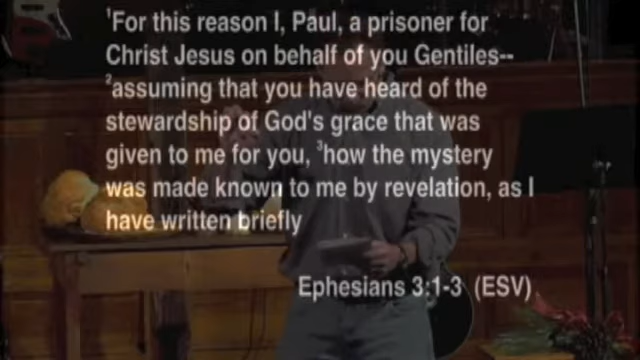 ¹For this reason I, Paul, a prisoner for
Christ Jesus on behalf of you Gentiles--
²assuming that you have heard of the
stewardship of God's grace that was
given to me for you, ³how the mystery
was made known to me by revelation, as I
have written briefly
Ephesians 3:1-3 (ESV)